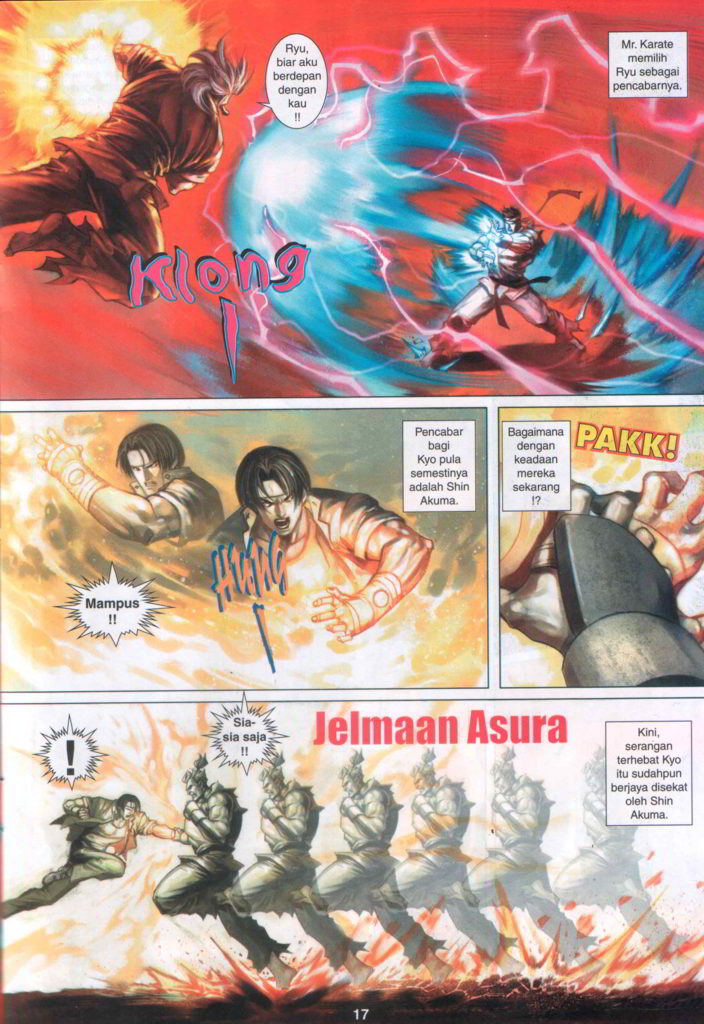 Ryu,
biar aku
berdepan
dengan
kau
!!
Mr. Karate
memilih
Ryu sebagai
pencabarnya.
Klong
!
Pencabar
bagi
Kyo pula
semestinya
adalah Shin
Akuma.
Mampus
!!
Hung
!
Bagaimana
dengan
keadaan
mereka
sekarang
!?
PAKK!
!
Sia-
sia saja
!!
Jelmaan Asura
Kini,
serangan
terhebat Kyo
itu sudahpun
berjaya disekat
oleh Shin
Akuma.
17